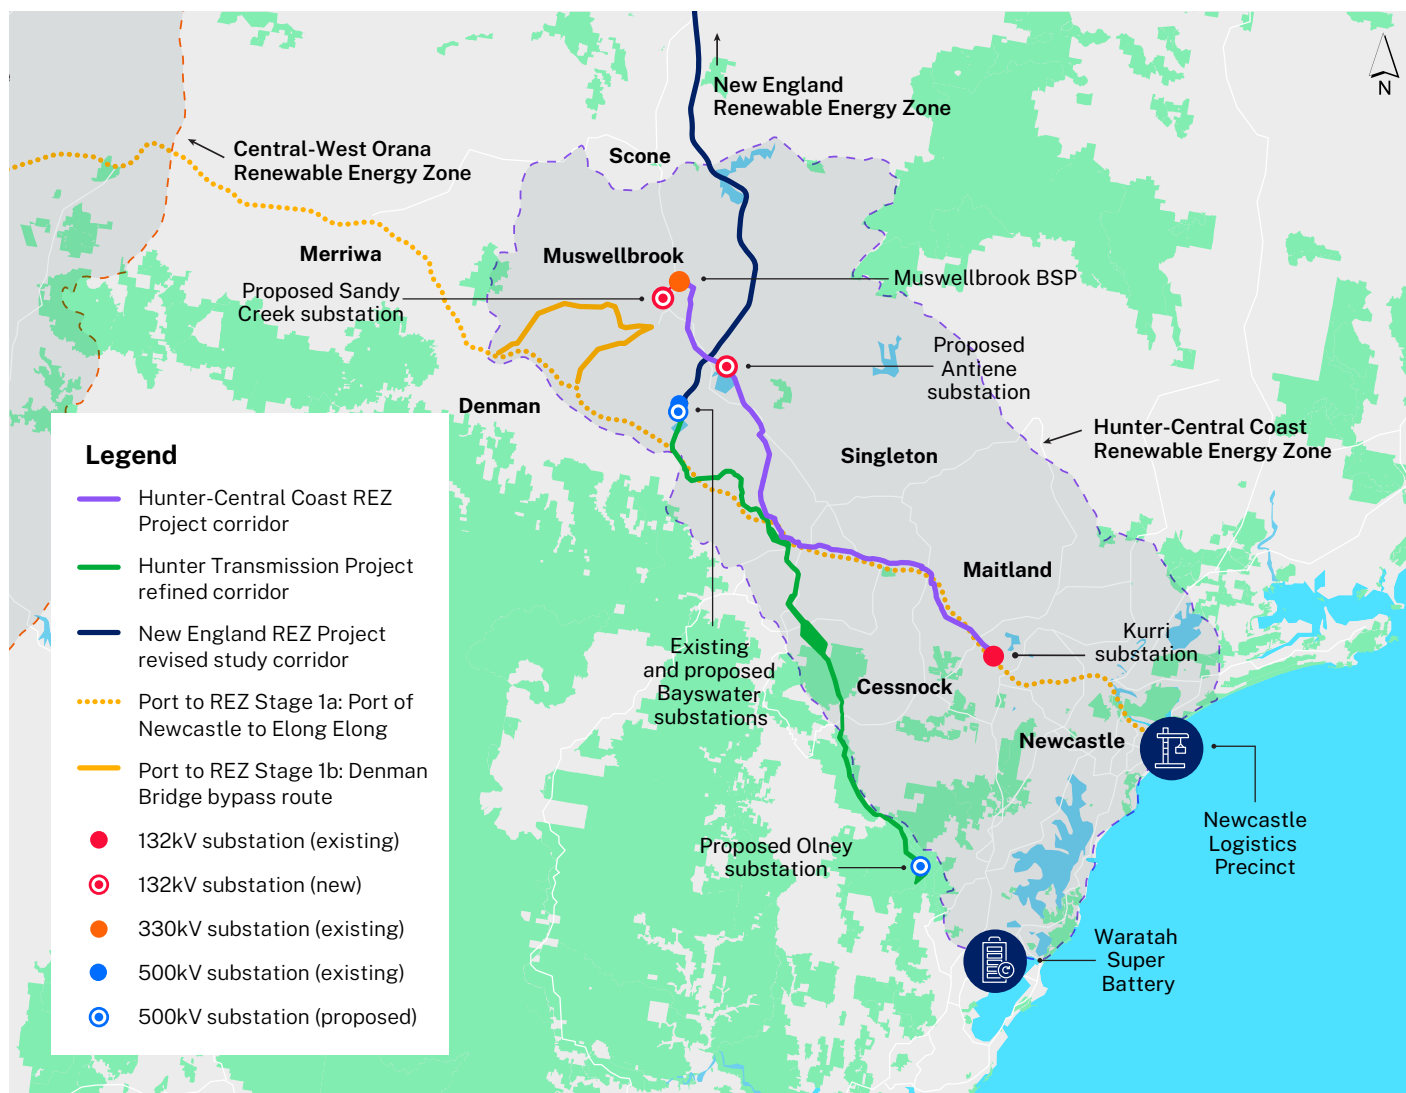 New England
Renewable Energy Zone
N
Central-West Orana
Renewable Energy Zone
Scone
Merriwa
Muswellbrook
Muswellbrook BSP
Proposed Sandy
Creek substation
Proposed
Antiene
substation
Denman
Hunter-Central Coast
Renewable Energy Zone
Singleton
Maitland
Kurri
substation
Existing
and proposed
Bayswater
substations
Cessnock
Newcastle
Newcastle
Logistics
Precinct
Proposed Olney
substation
Waratah
Super
Battery
Legend
Hunter-Central Coast REZ
Project corridor
Hunter Transmission Project
refined corridor
New England REZ Project
revised study corridor
Port to REZ Stage 1a: Port of
Newcastle to Elong Elong
Port to REZ Stage 1b: Denman
Bridge bypass route
132kV substation (existing)
132kV substation (new)
330kV substation (existing)
500kV substation (existing)
500kV substation (proposed)